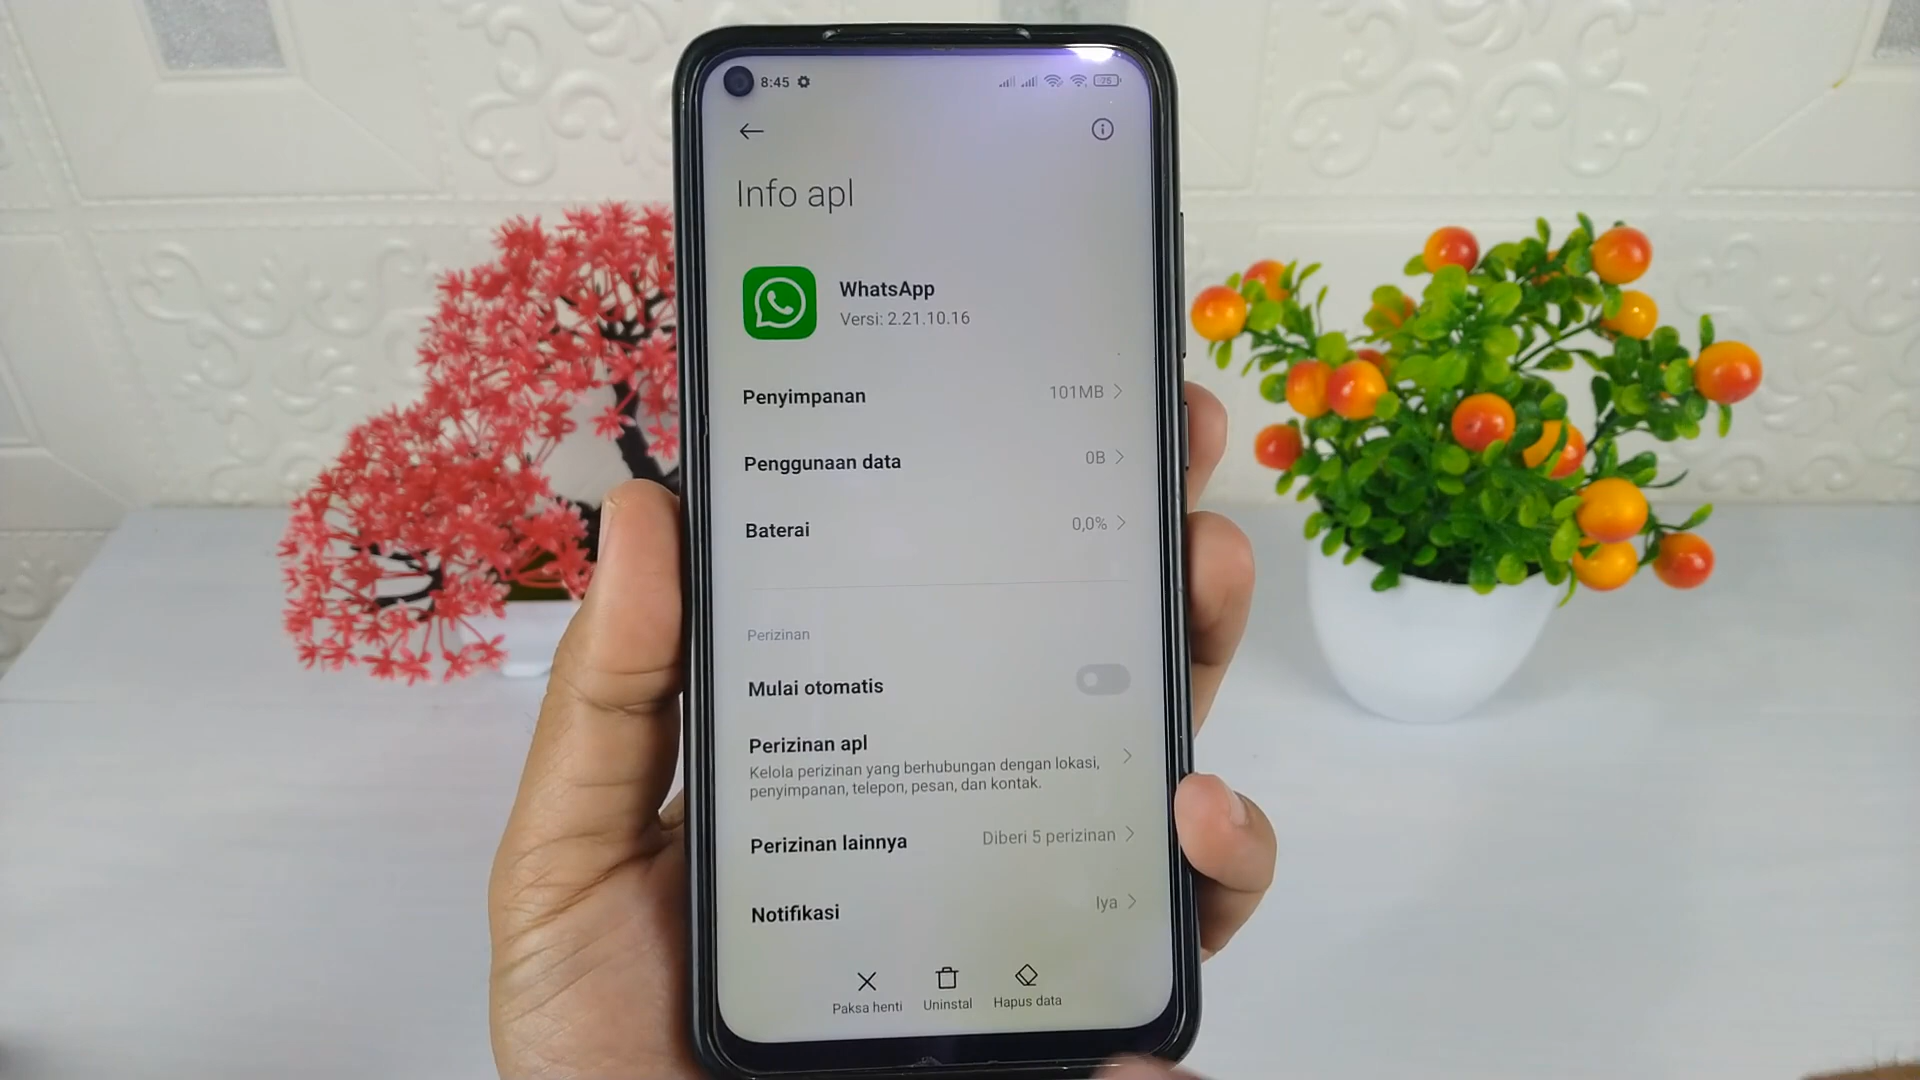 8:45
75
Info apl
WhatsApp
Versi: 2.21.10.16
Penyimpanan 101MB
Penggunaan data 0B
Baterai 0,0%
Perizinan
Mulai otomatis
Perizinan apl
Kelola perizinan yang berhubungan dengan lokasi,
penyimpanan, telepon, pesan, dan kontak.
Perizinan lainnya Diberi 5 perizinan
Notifikasi Iya
Paksa henti Uninstal Hapus data